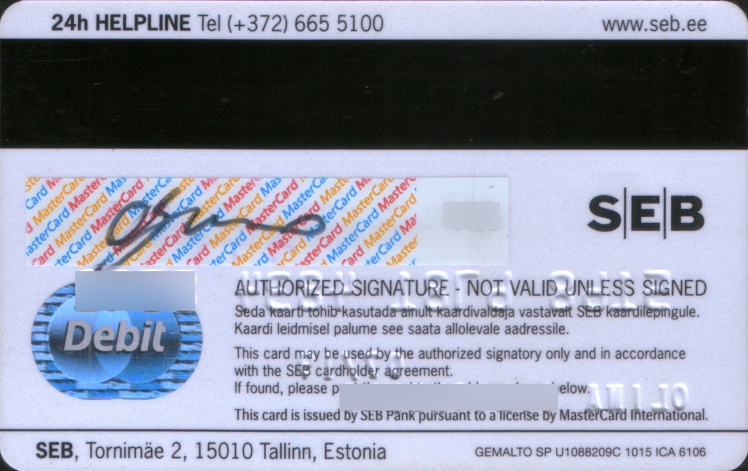 24h HELPLINE Tel (+372) 665 5100 www.seb.ee
MasterCard MasterCard MasterCard
S|E|B
AUTHORIZED SIGNATURE - NOT VALID UNLESS SIGNED
Debit
Seda kaarti tohib kasutada ainult kaardivaldaja vastavalt SEB kaardilepingule.
Kaardi leidmisel palume see saata allolevale aadressile.
This card may be used by the authorized signatory only and in accordance
with the SEB cardholder agreement.
If found, please below.
This card is issued by SEB Pank pursuant to a license by MasterCard International.
SEB, Tornimäe 2, 15010 Tallinn, Estonia GEMALTO SP U1088209C 1015 ICA 6106